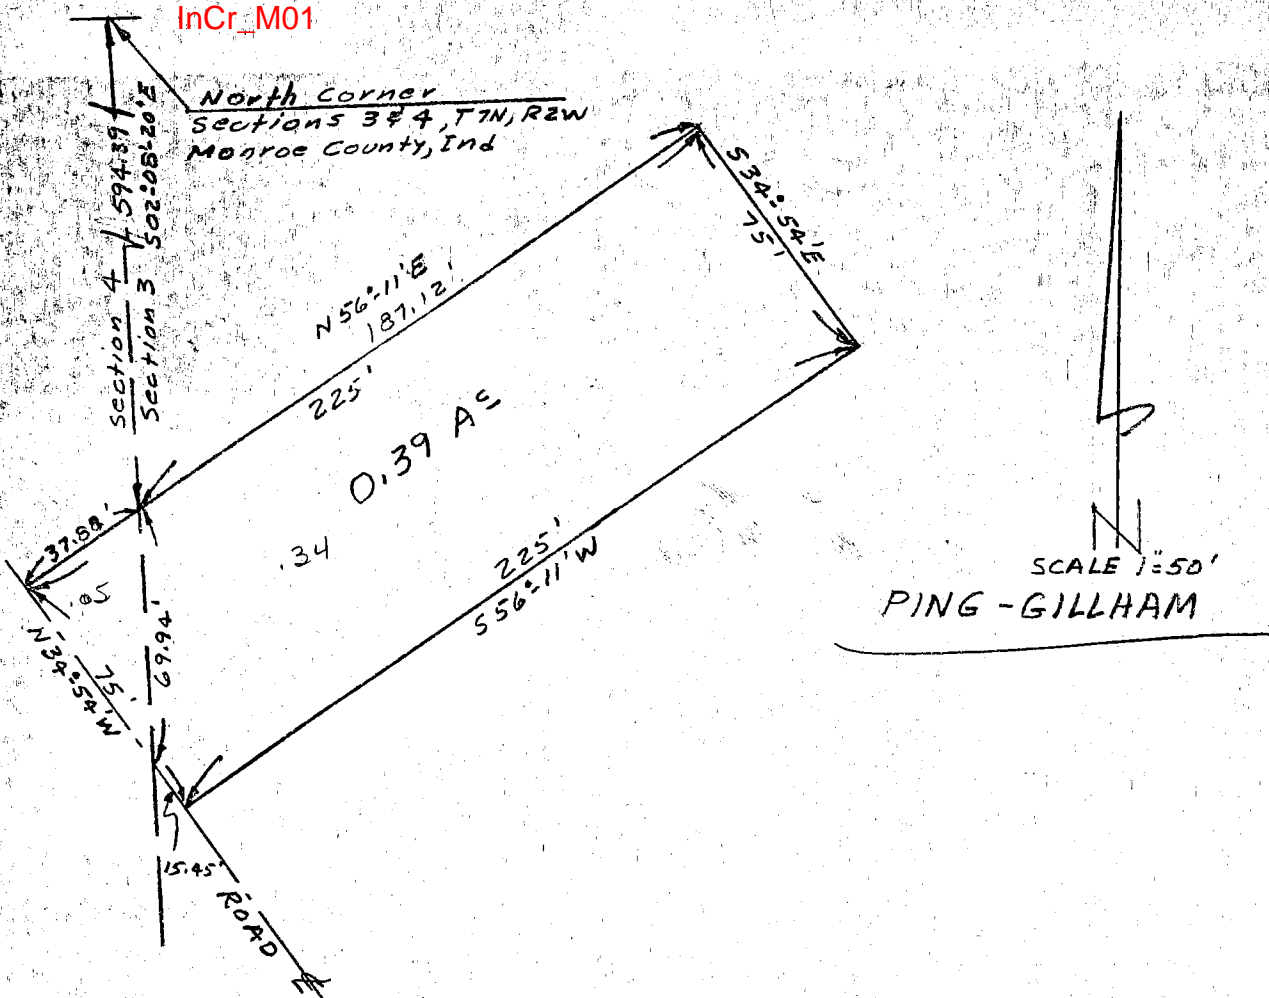 InCr_M01
North Corner
Sections 3 & 4, T7N, R2W
Monroe County, Ind
594.39'
S02°-08'-20"E
Section 4
Section 3
N56°-11'E
187.12'
225'
S34°-54'E
75'
0.39 Ac
.34
37.88'
.05
N34°-54'W
75'
69.94'
225'
S56°-11'W
15.45'
ROAD
N
SCALE 1"=50'
PING-GILLHAM